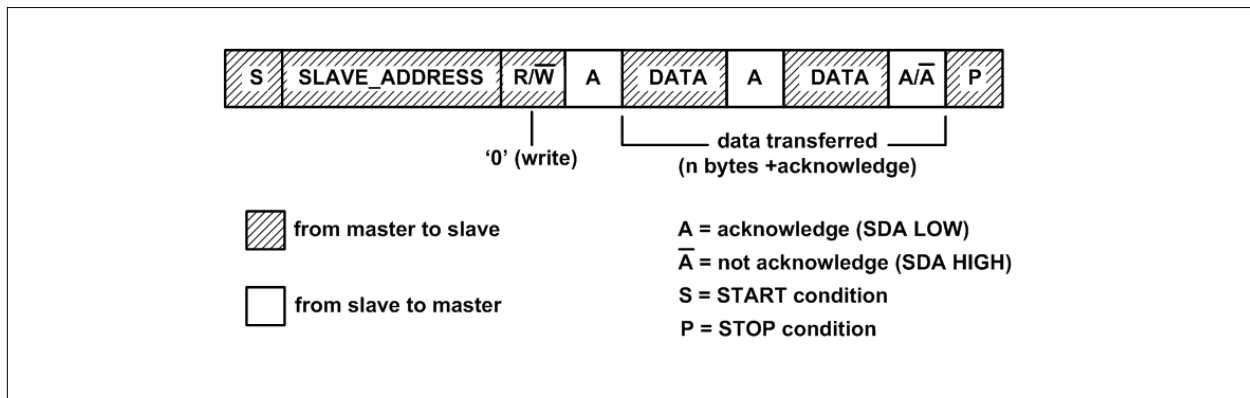 S SLAVE_ADDRESS R/W̅ A DATA A DATA A/A̅ P
'0' (write)
data transferred
(n bytes +acknowledge)
from master to slave
from slave to master
A = acknowledge (SDA LOW)
A̅ = not acknowledge (SDA HIGH)
S = START condition
P = STOP condition